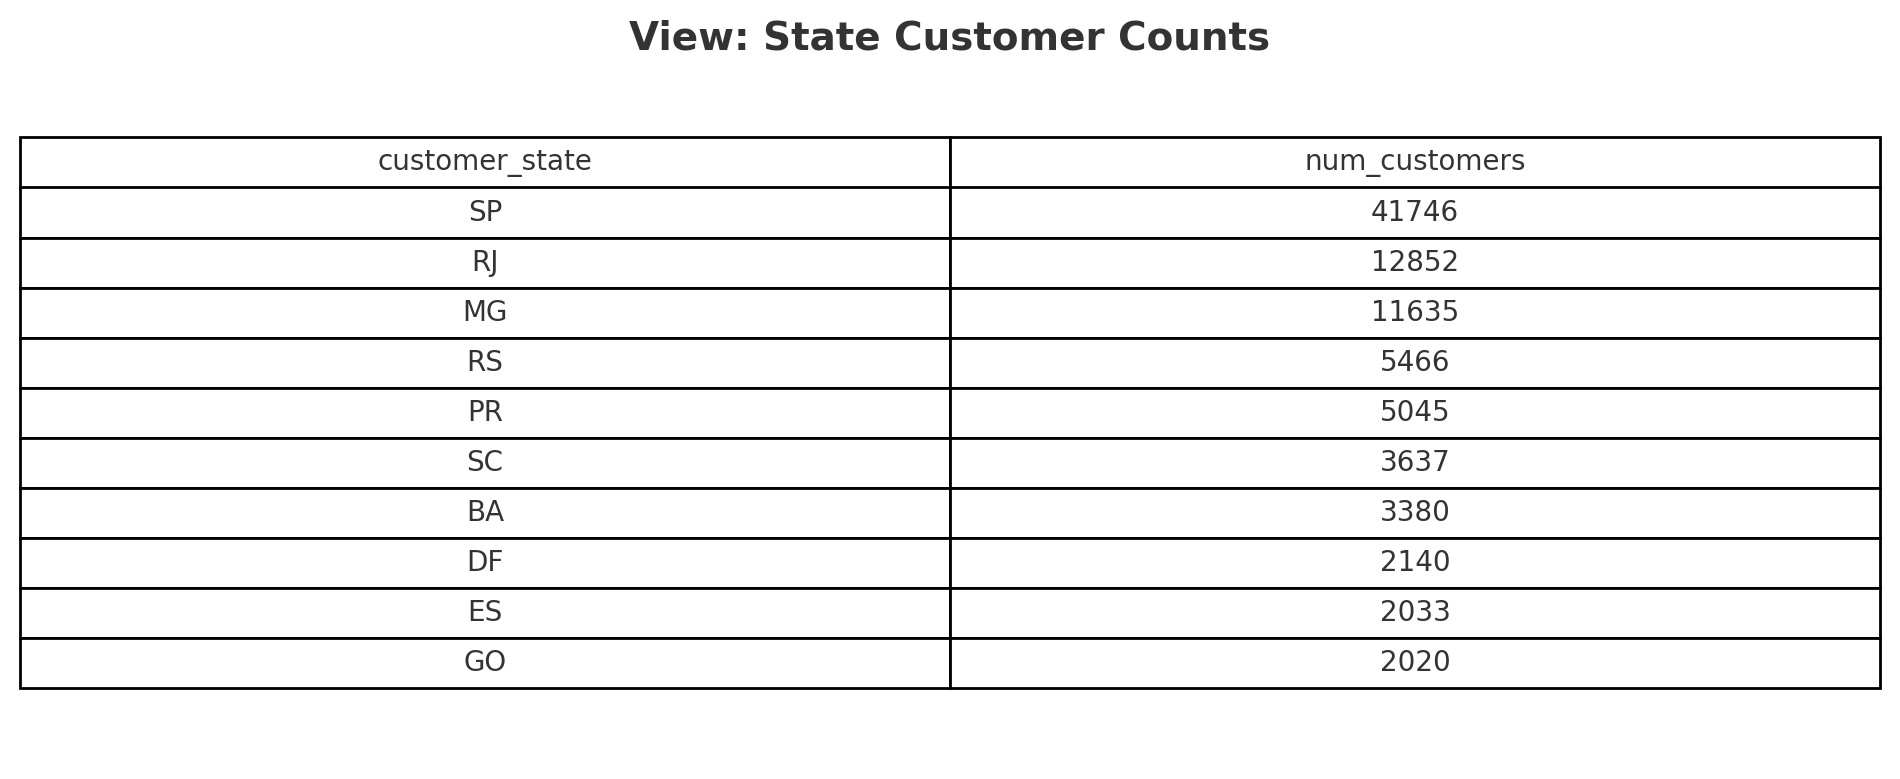 View: State Customer Counts
customer_state num_customers
SP 41746
RJ 12852
MG 11635
RS 5466
PR 5045
SC 3637
BA 3380
DF 2140
ES 2033
GO 2020